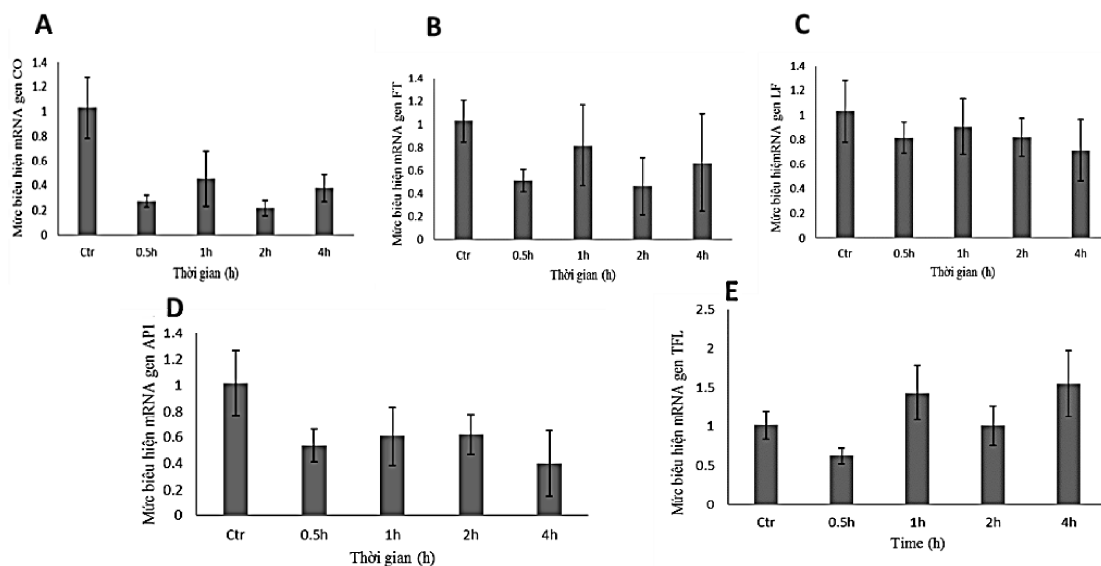 A
Mức biêu hiện mRNA gen CO
1.4
1.2
1
0.8
0.6
0.4
0.2
0
Ctr 0.5h 1h 2h 4h
Thời gian (h)
B
Mức biêu hiện mRNA gen FT
1.4
1.2
1
0.8
0.6
0.4
0.2
0
Ctr 0.5h 1h 2h 4h
Thời gian (h)
C
Mức biêu hiệnmRNA gen LF
1.4
1.2
1
0.8
0.6
0.4
0.2
0
Ctr 0.5h 1h 2h 4h
Thời gian (h)
D
Mức biêu hiện mRNA gen AP1
1.4
1.2
1
0.8
0.6
0.4
0.2
0
Ctr 0.5h 1h 2h 4h
Thời gian (h)
E
Mức biêu hiện mRNA gen TFL
2.5
2
1.5
1
0.5
0
Ctr 0.5h 1h 2h 4h
Time (h)